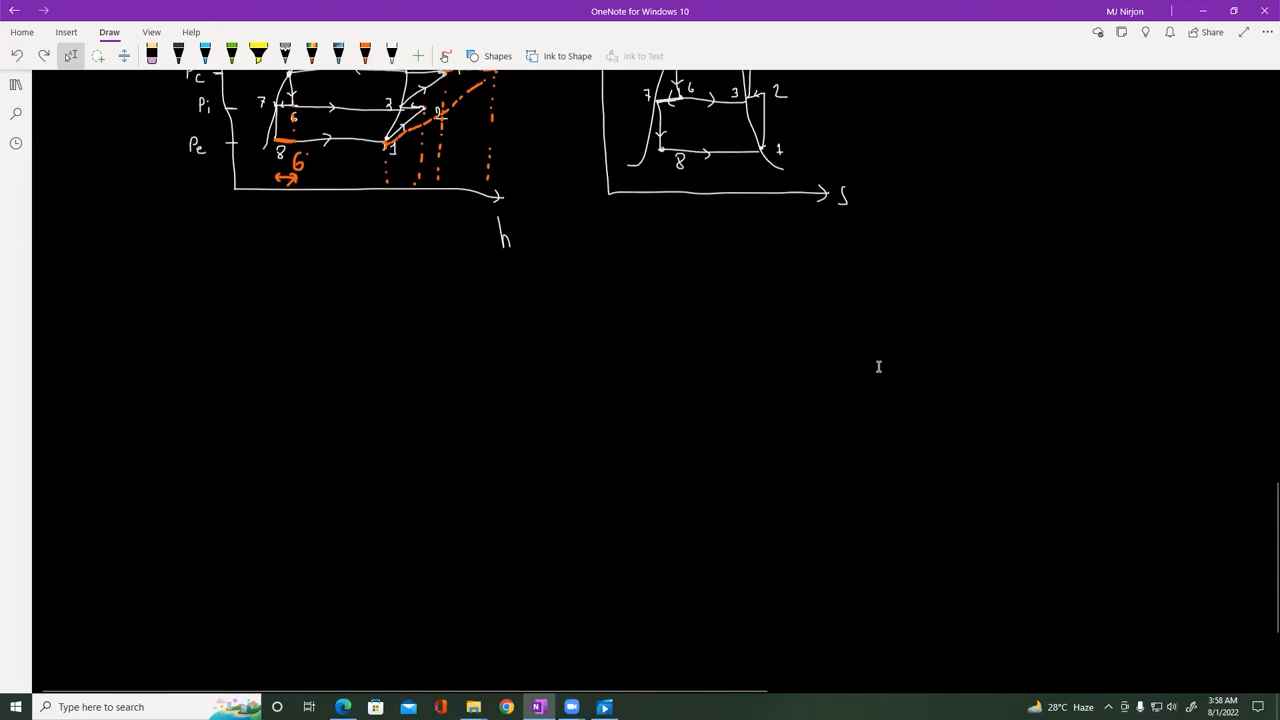 OneNote for Windows 10
MJ Nirjon
Home Insert Draw View Help
Share
Shapes Ink to Shape Ink to Text
Pc
Pi 7 3 2
6
Pe 8 1
6
h
7 6 3 2
8 1
s
Type here to search
28°C Haze
3:58 AM
8/1/2022